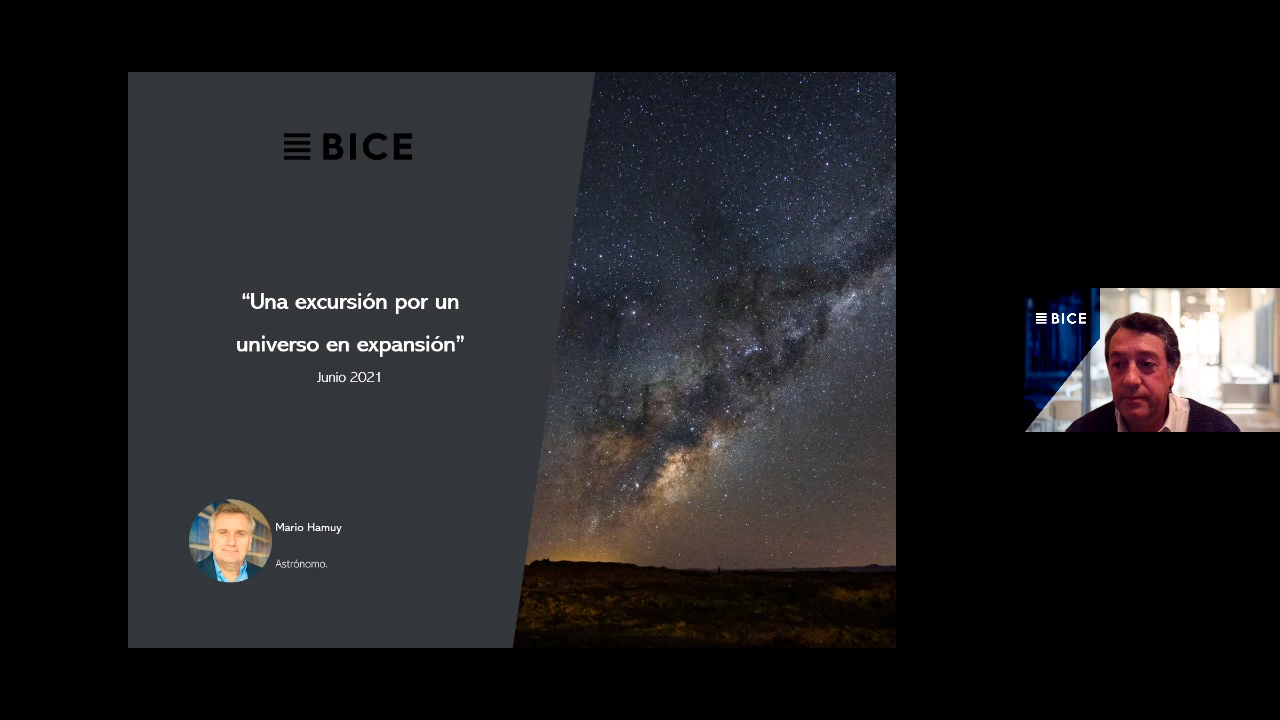 BICE
“Una excursión por un
universo en expansión”
Junio 2021
Mario Hamuy
Astrónomo.
BICE